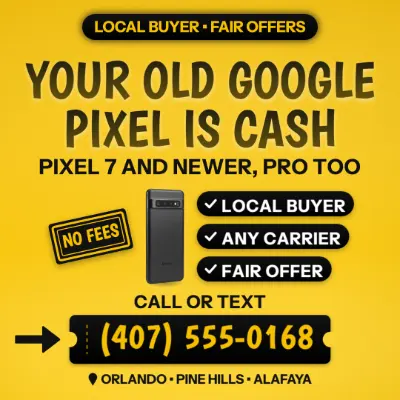 LOCAL BUYER • FAIR OFFERS
YOUR OLD GOOGLE
PIXEL IS CASH
PIXEL 7 AND NEWER, PRO TOO
NO FEES
LOCAL BUYER
ANY CARRIER
FAIR OFFER
CALL OR TEXT
(407) 555-0168
ORLANDO • PINE HILLS • ALAFAYA